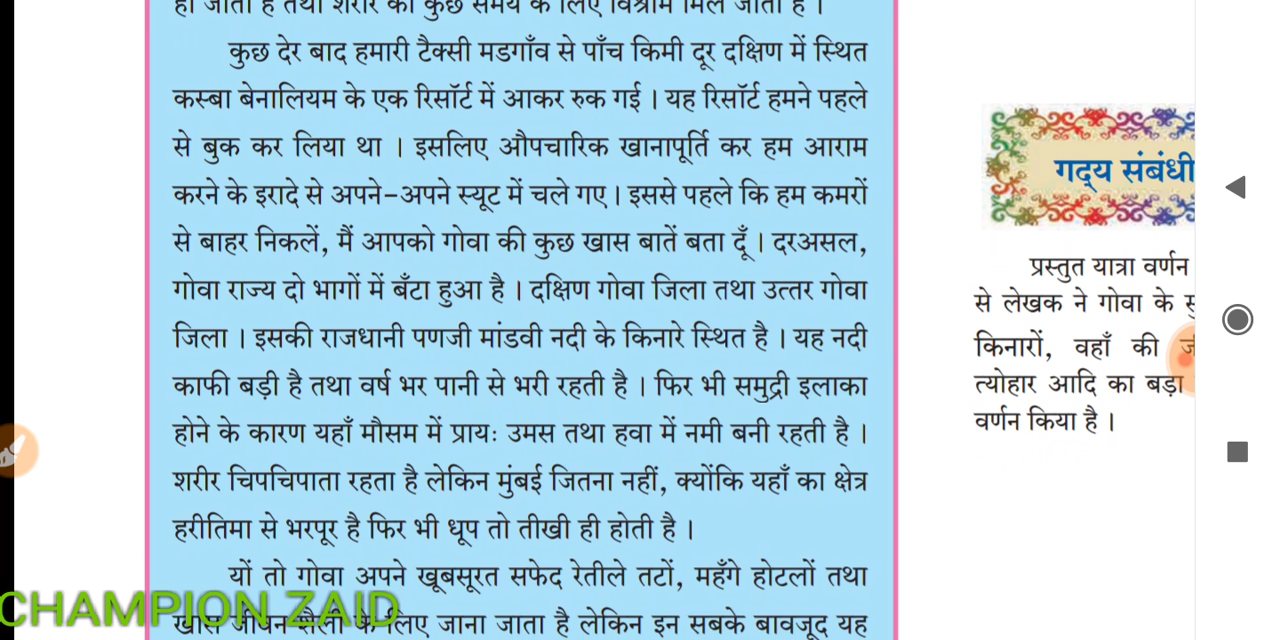 हो जाती है तथा शरीर को कुछ समय के लिए विश्राम मिल जाता है ।
कुछ देर बाद हमारी टैक्सी मडगाँव से पाँच किमी दूर दक्षिण में स्थित
कस्बा बेनालियम के एक रिसॉर्ट में आकर रुक गई । यह रिसॉर्ट हमने पहले
से बुक कर लिया था । इसलिए औपचारिक खानापूर्ति कर हम आराम
करने के इरादे से अपने-अपने स्यूट में चले गए । इससे पहले कि हम कमरों
से बाहर निकलें, मैं आपको गोवा की कुछ खास बातें बता दूँ । दरअसल,
गोवा राज्य दो भागों में बँटा हुआ है । दक्षिण गोवा जिला तथा उत्तर गोवा
जिला । इसकी राजधानी पणजी मांडवी नदी के किनारे स्थित है । यह नदी
काफी बड़ी है तथा वर्ष भर पानी से भरी रहती है । फिर भी समुद्री इलाका
होने के कारण यहाँ मौसम में प्रायः उमस तथा हवा में नमी बनी रहती है ।
शरीर चिपचिपाता रहता है लेकिन मुंबई जितना नहीं, क्योंकि यहाँ का क्षेत्र
हरीतिमा से भरपूर है फिर भी धूप तो तीखी ही होती है ।
यों तो गोवा अपने खूबसूरत सफेद रेतीले तटों, महँगे होटलों तथा
खास जीवन शैली के लिए जाना जाता है लेकिन इन सबके बावजूद यह
CHAMPION ZAID
गद्य संबंधी
प्रस्तुत यात्रा वर्णन
से लेखक ने गोवा के
किनारों, वहाँ की
त्योहार आदि का बड़ा
वर्णन किया है ।